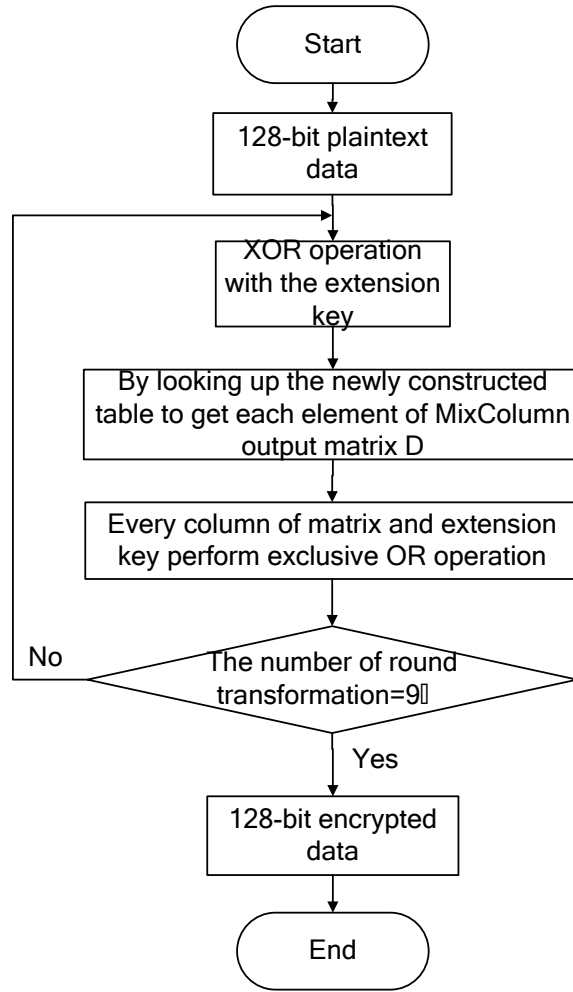 Start
128-bit plaintext
data
XOR operation
with the extension
key
By looking up the newly constructed
table to get each element of MixColumn
output matrix D
Every column of matrix and extension
key perform exclusive OR operation
No
The number of round
transformation=9▯
Yes
128-bit encrypted
data
End